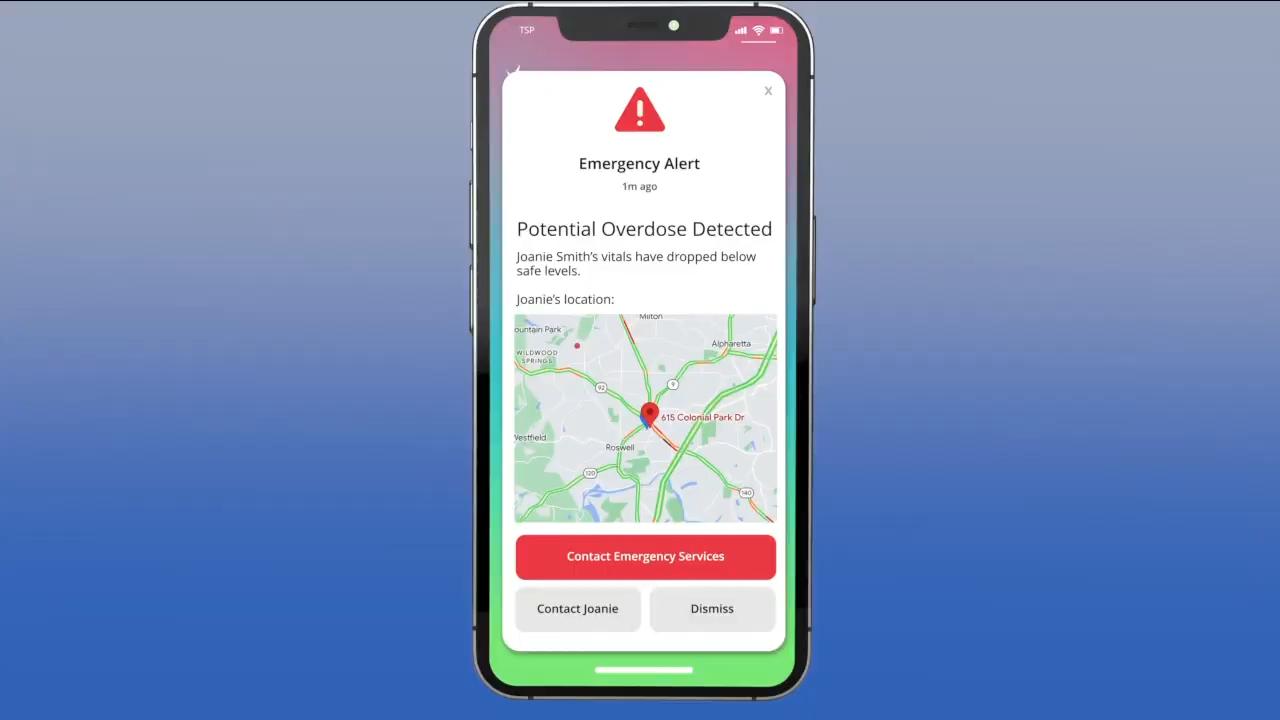 TSP
X
Emergency Alert
1m ago
Potential Overdose Detected
Joanie Smith's vitals have dropped below
safe levels.
Joanie's location:
Milton
ountain Park
Alpharetta
WILDWOOD
SPRINGS
92
9
615 Colonial Park Dr
Westfield
Roswell
120
140
Contact Emergency Services
Contact Joanie
Dismiss